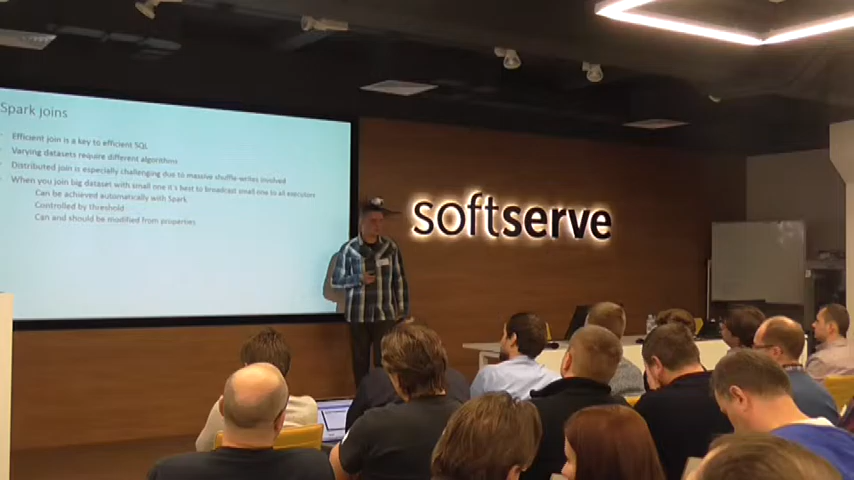 Spark joins
Efficient join is a key to efficient SQL
Varying datasets require different algorithms
Distributed join is especially challenging due to massive shuffle-writes involved
When you join big dataset with small one it's best to broadcast small one to all executors
Can be achieved automatically with Spark
Controlled by threshold
Can and should be modified from properties
softserve